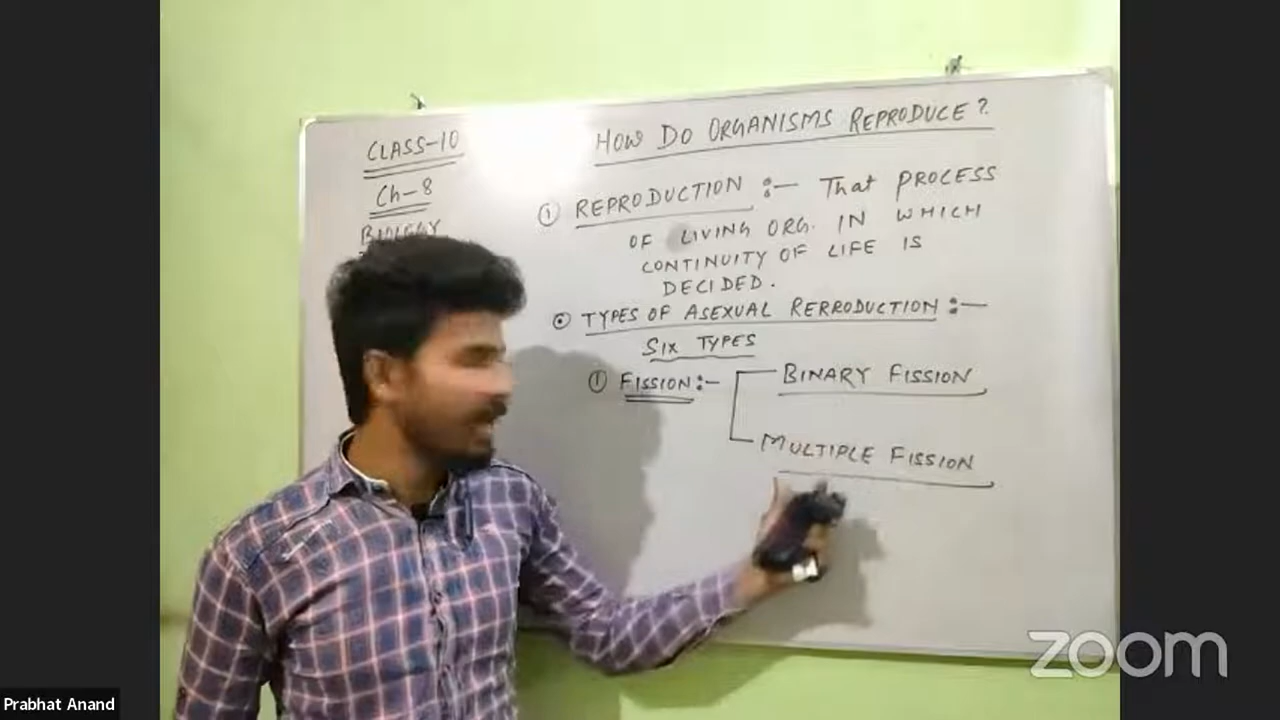 CLASS-10
Ch-8
BIOLOGY
HOW DO ORGANISMS REPRODUCE?
① REPRODUCTION :- That PROCESS
OF LIVING ORG. IN WHICH
CONTINUITY OF LIFE IS
DECIDED.
⊙ TYPES OF ASEXUAL RERRODUCTION :-
SIX TYPES
① FISSION :- BINARY FISSION
MULTIPLE FISSION
zoom
Prabhat Anand